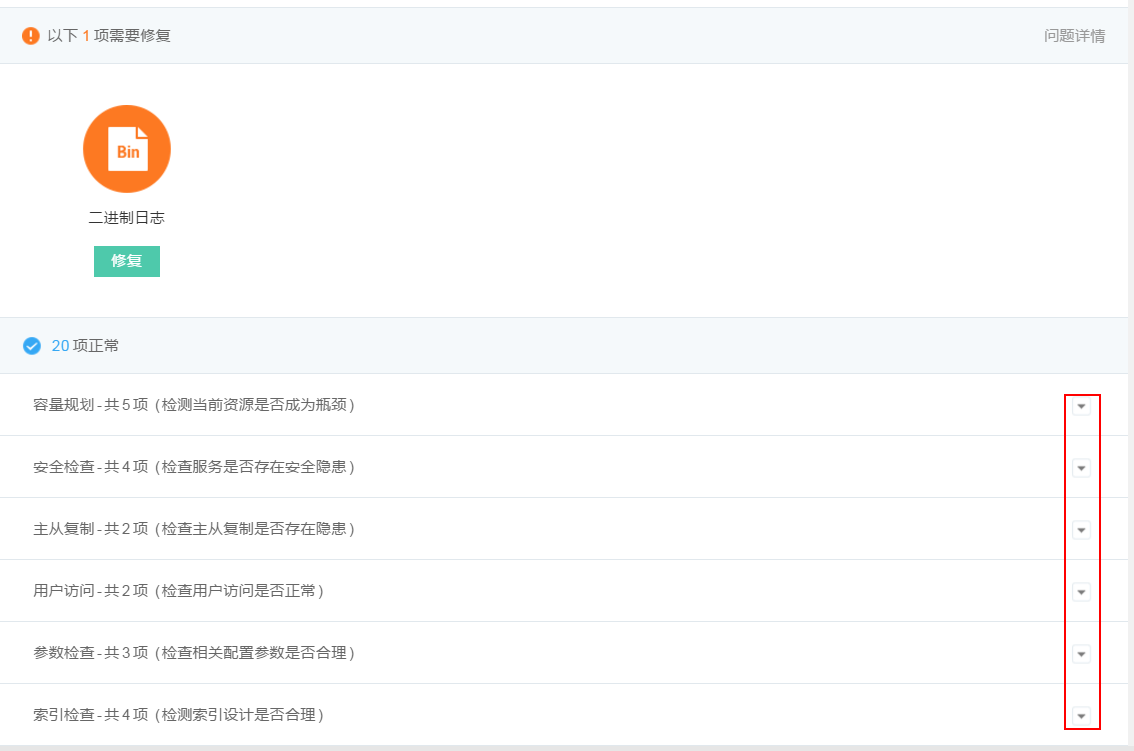 以下 1 项需要修复 问题详情
Bin
二进制日志
修复
20 项正常
容量规划 - 共 5 项 ( 检测当前资源是否成为瓶颈 )
安全检查 - 共 4 项 ( 检查服务是否存在安全隐患 )
主从复制 - 共 2 项 ( 检查主从复制是否存在隐患 )
用户访问 - 共 2 项 ( 检查用户访问是否正常 )
参数检查 - 共 3 项 ( 检查相关配置参数是否合理 )
索引检查 - 共 4 项 ( 检测索引设计是否合理 )